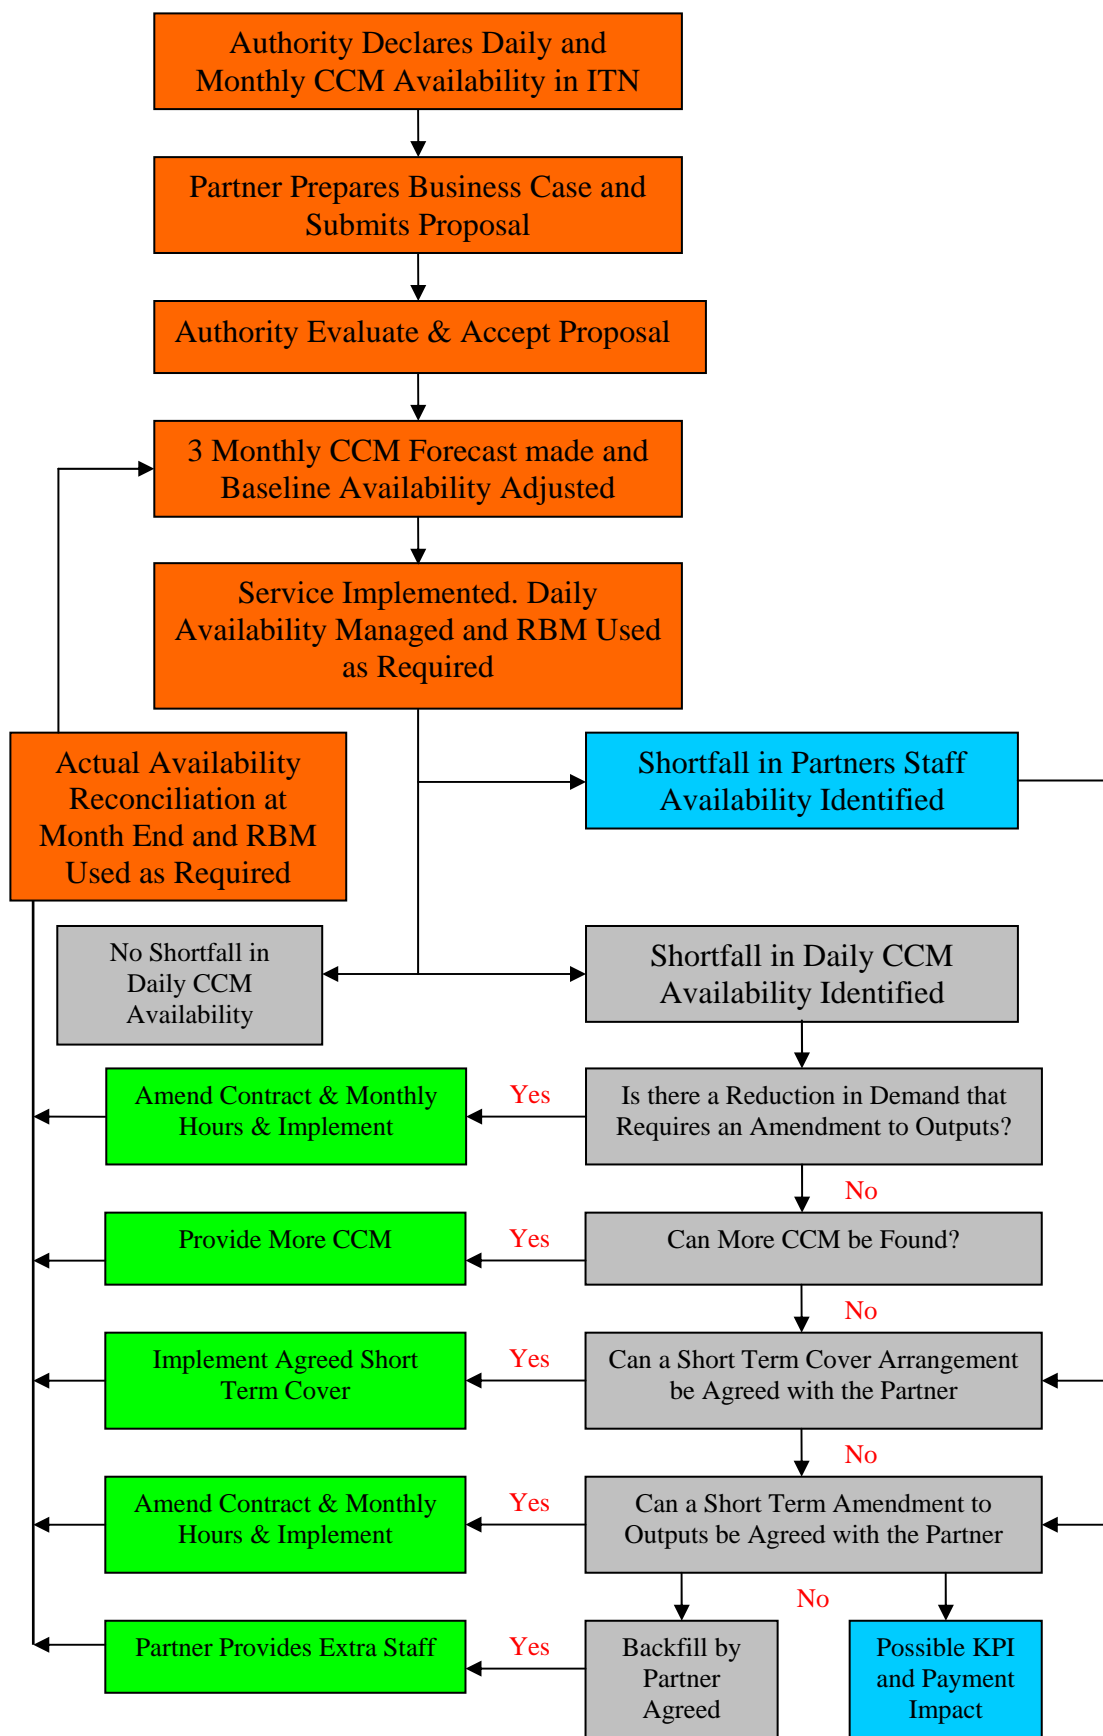 Authority Declares Daily and
Monthly CCM Availability in ITN
Partner Prepares Business Case and
Submits Proposal
Authority Evaluate & Accept Proposal
3 Monthly CCM Forecast made and
Baseline Availability Adjusted
Service Implemented. Daily
Availability Managed and RBM Used
as Required
Actual Availability
Reconciliation at
Month End and RBM
Used as Required
Shortfall in Partners Staff
Availability Identified
No Shortfall in
Daily CCM
Availability
Shortfall in Daily CCM
Availability Identified
Amend Contract & Monthly
Hours & Implement
Yes
Is there a Reduction in Demand that
Requires an Amendment to Outputs?
No
Provide More CCM
Yes
Can More CCM be Found?
No
Implement Agreed Short
Term Cover
Yes
Can a Short Term Cover Arrangement
be Agreed with the Partner
No
Amend Contract & Monthly
Hours & Implement
Yes
Can a Short Term Amendment to
Outputs be Agreed with the Partner
No
Partner Provides Extra Staff
Yes
Backfill by
Partner
Agreed
Possible KPI
and Payment
Impact